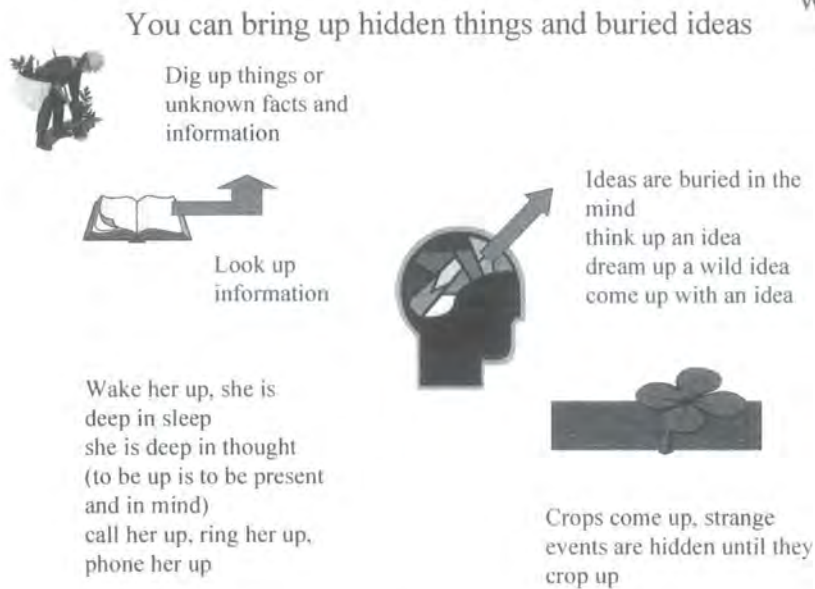 You can bring up hidden things and buried ideas
Dig up things or
unknown facts and
information
Look up
information
Ideas are buried in the
mind
think up an idea
dream up a wild idea
come up with an idea
Wake her up, she is
deep in sleep
she is deep in thought
(to be up is to be present
and in mind)
call her up, ring her up,
phone her up
Crops come up, strange
events are hidden until they
crop up